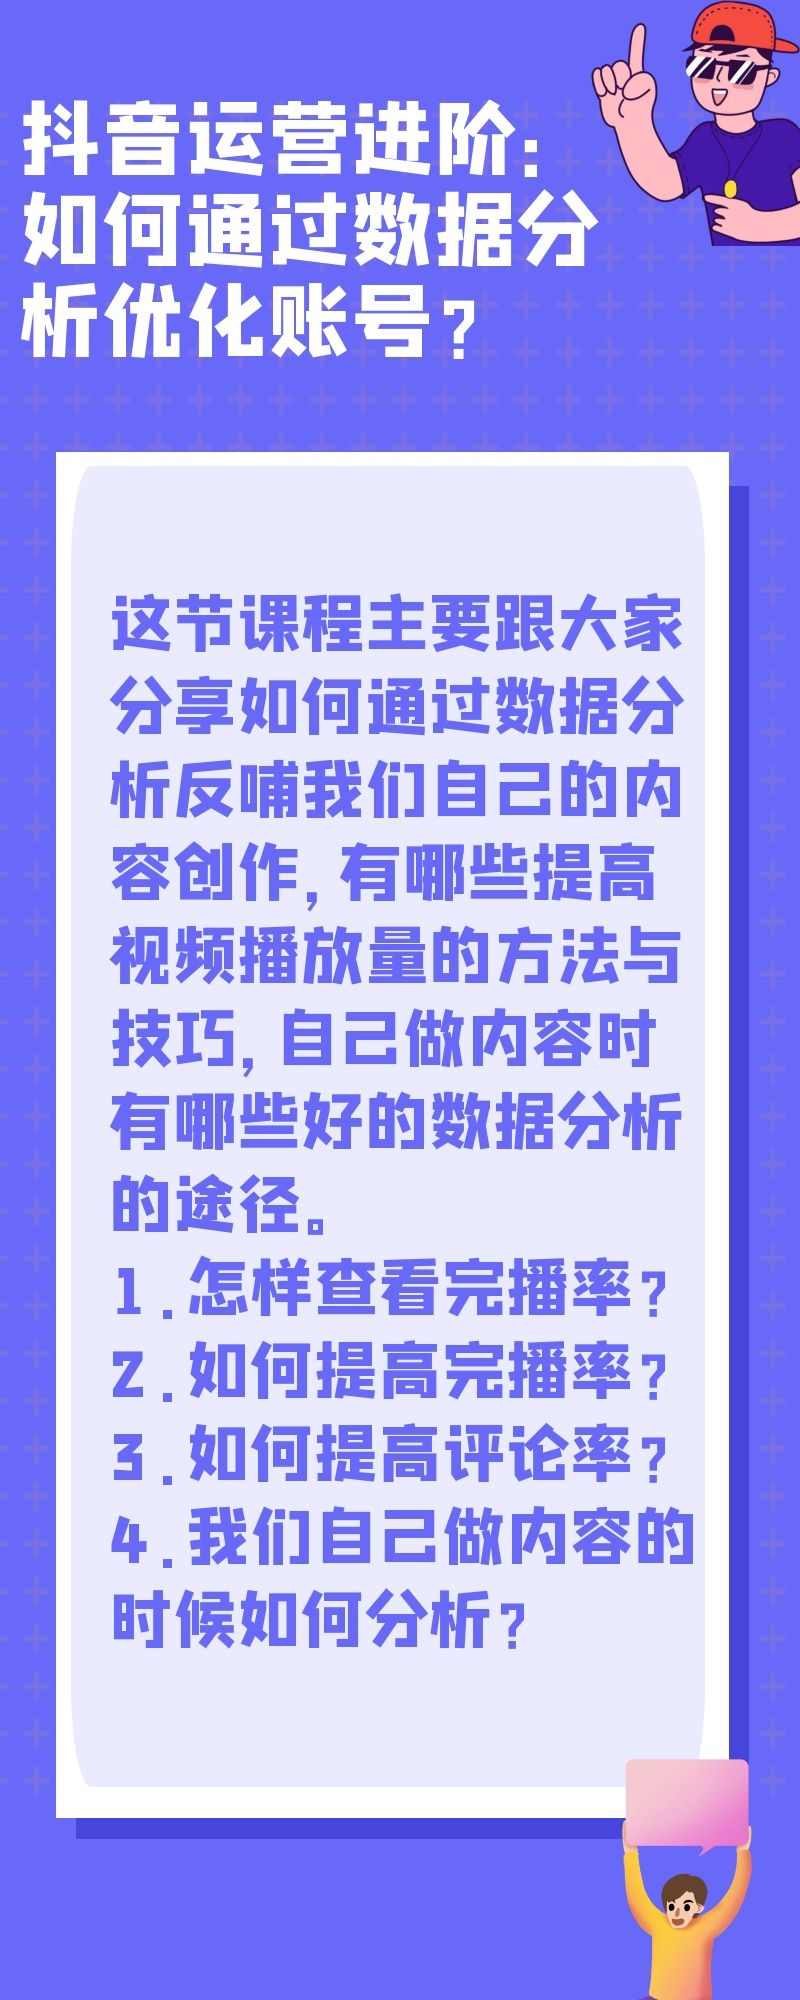 抖音运营进阶:
如何通过数据分
析优化账号?
这节课程主要跟大家
分享如何通过数据分
析反哺我们自己的内
容创作,有哪些提高
视频播放量的方法与
技巧,自己做内容时
有哪些好的数据分析
的途径。
1.怎样查看完播率?
2.如何提高完播率?
3.如何提高评论率?
4.我们自己做内容的
时候如何分析?